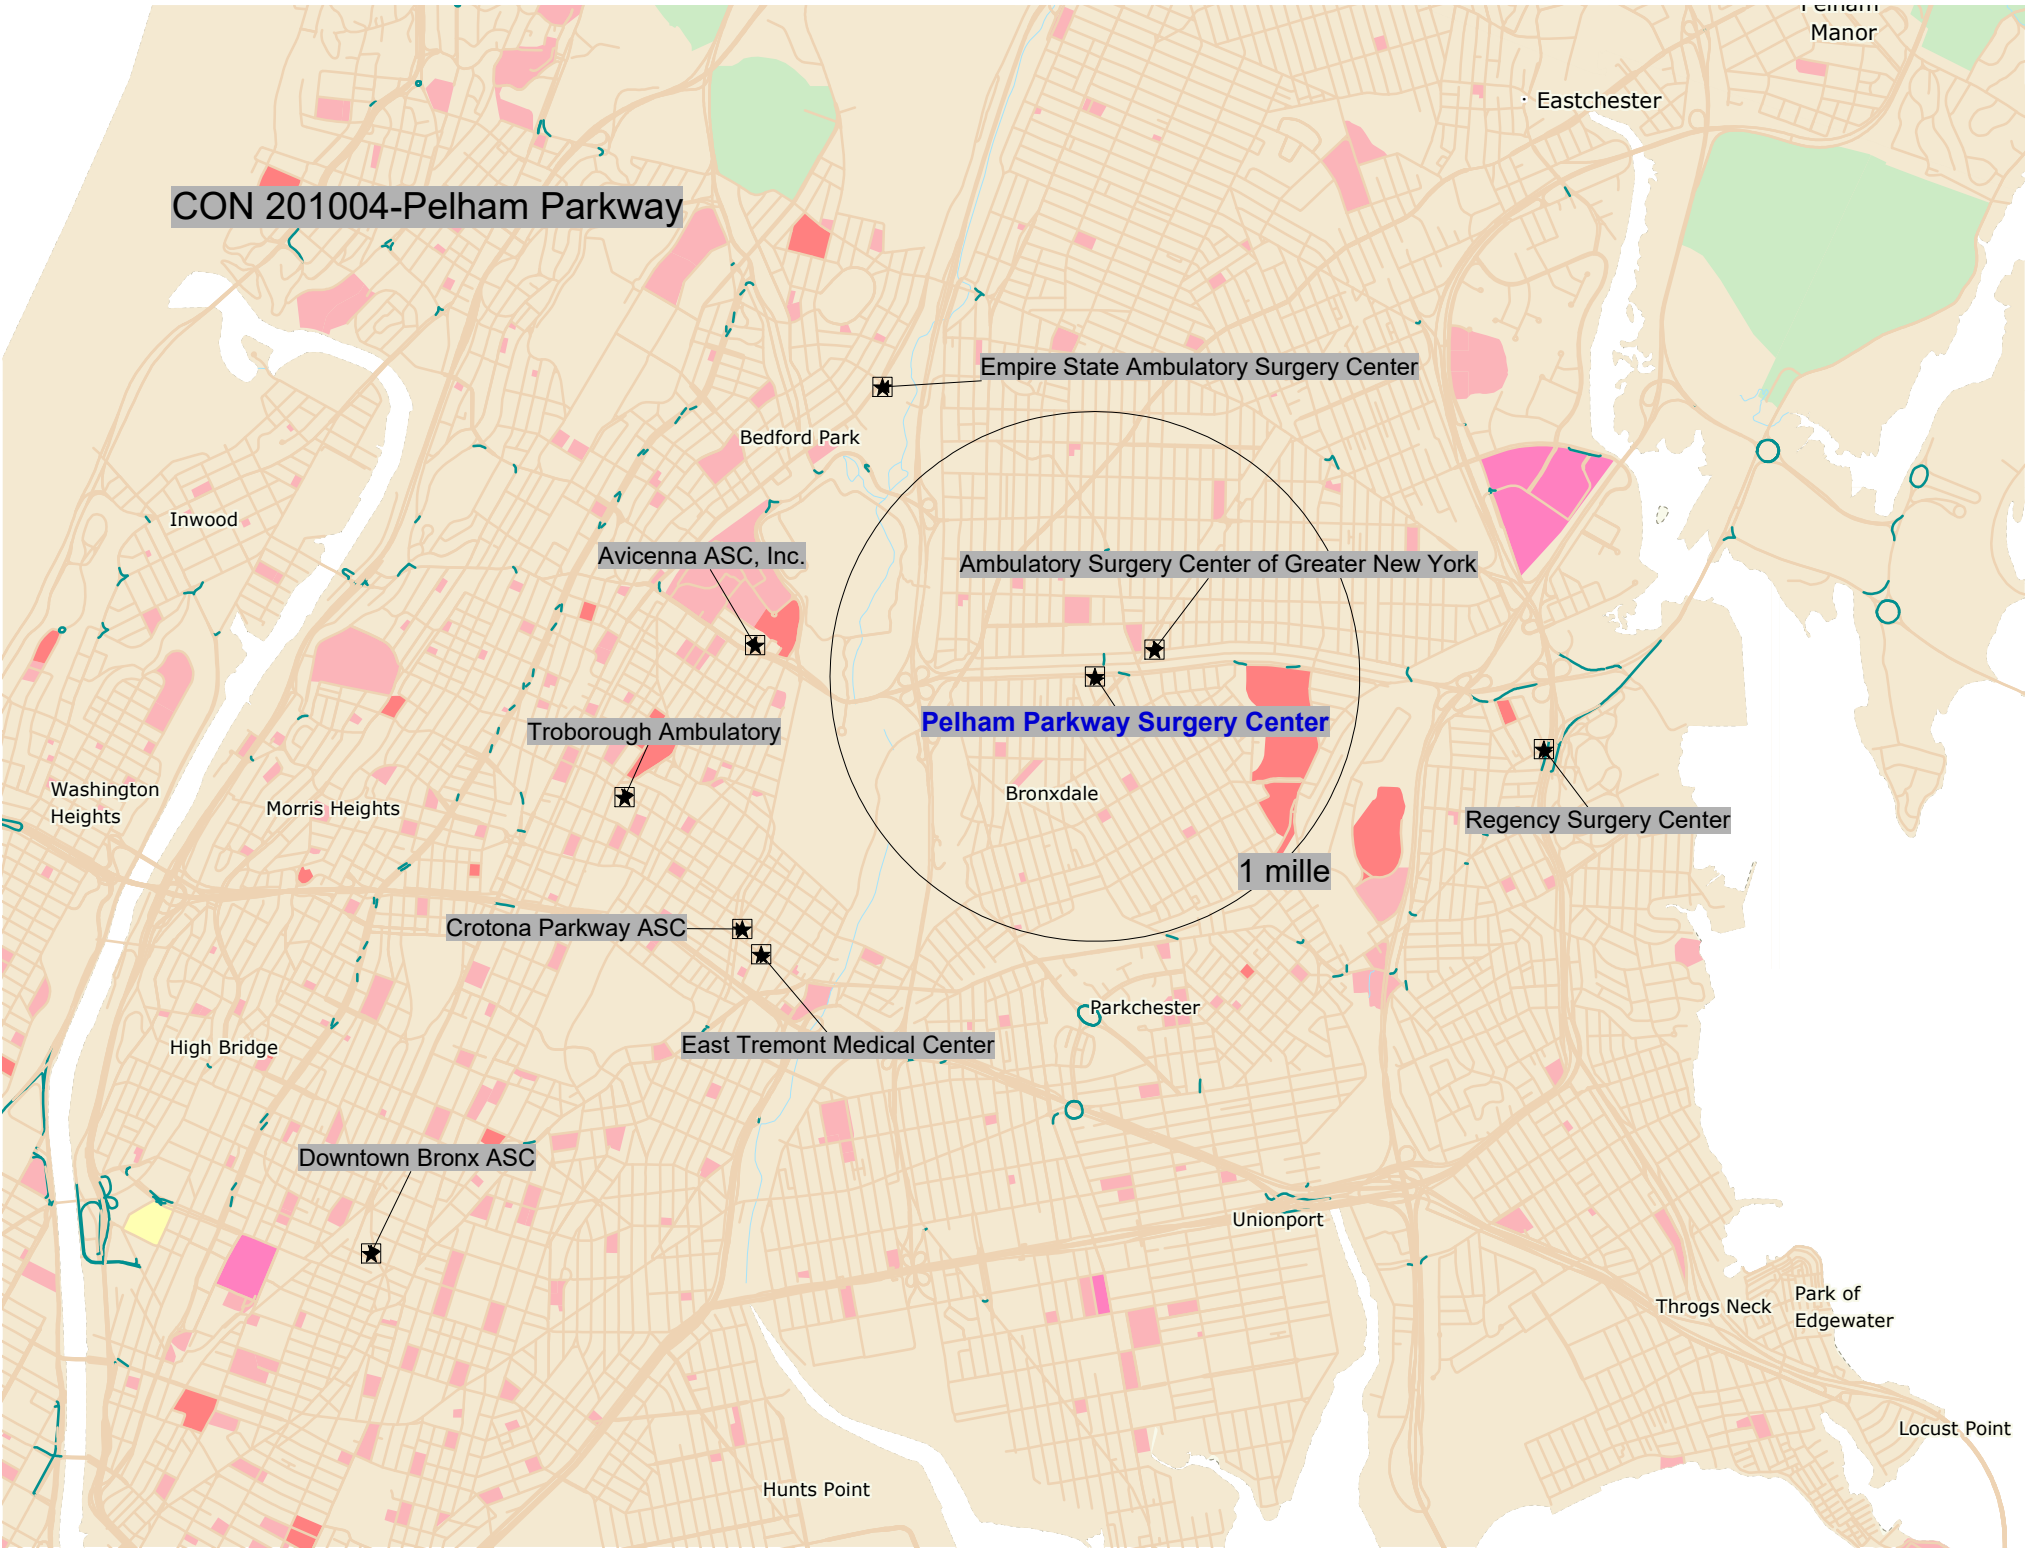 Pelham
Manor
Eastchester
CON 201004-Pelham Parkway
Empire State Ambulatory Surgery Center
Bedford Park
Inwood
Avicenna ASC, Inc.
Ambulatory Surgery Center of Greater New York
Pelham Parkway Surgery Center
Troborough Ambulatory
Washington
Heights
Morris Heights
Bronxdale
Regency Surgery Center
1 mille
Crotona Parkway ASC
Parkchester
High Bridge
East Tremont Medical Center
Downtown Bronx ASC
Unionport
Throgs Neck
Park of
Edgewater
Locust Point
Hunts Point